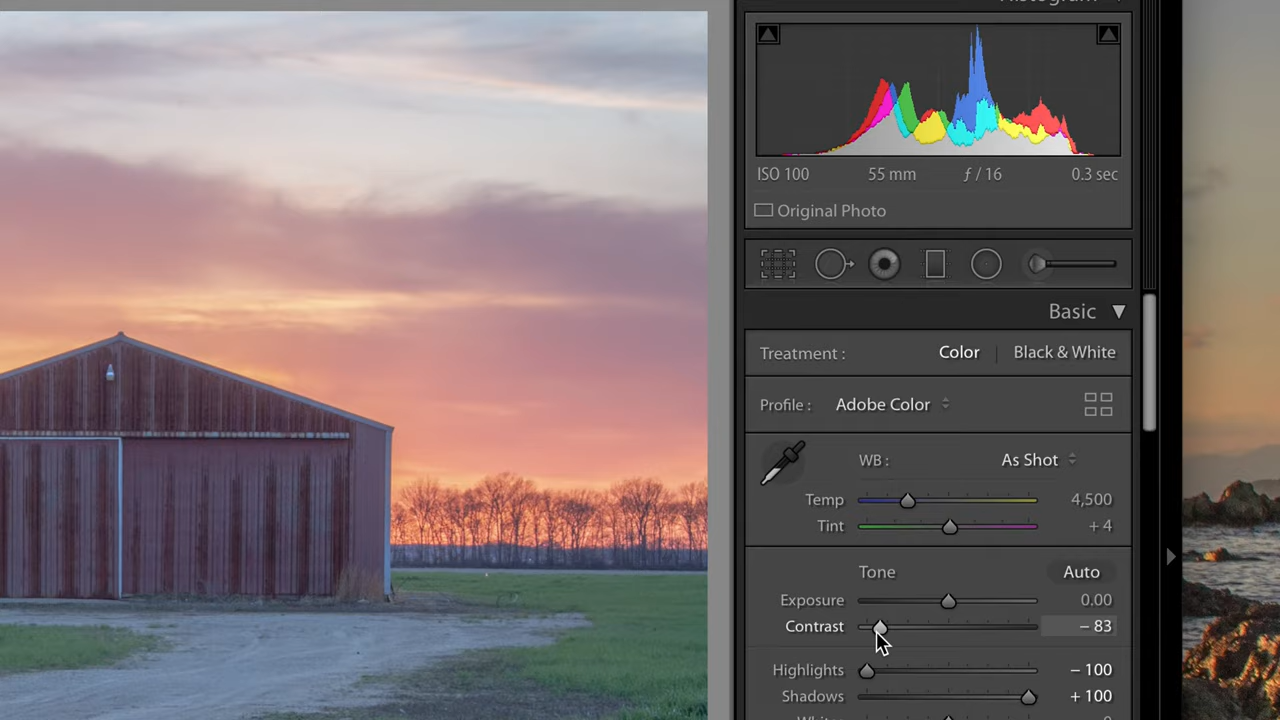 Histogram
ISO 100 55 mm ƒ / 16 0.3 sec
Original Photo
Basic
Treatment : Color Black & White
Profile : Adobe Color
WB : As Shot
Temp 4,500
Tint + 4
Tone Auto
Exposure 0.00
Contrast – 83
Highlights – 100
Shadows + 100